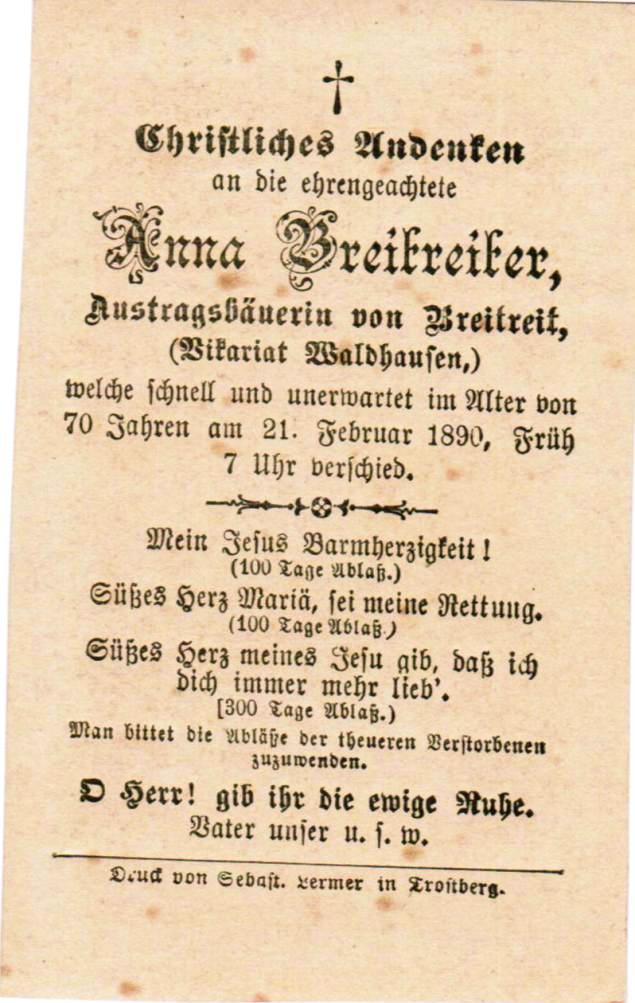 Christliches Andenken
an die ehrengeachtete
Anna Breitreiter,
Austragsbäuerin von Breitreit,
(Vikariat Waldhausen,)
welche schnell und unerwartet im Alter von
70 Jahren am 21. Februar 1890, Früh
7 Uhr verschied.
Mein Jesus Barmherzigkeit!
(100 Tage Ablaß.)
Süßes Herz Mariä, sei meine Rettung.
(100 Tage Ablaß.)
Süßes Herz meines Jesu gib, daß ich
dich immer mehr lieb'.
[300 Tage Ablaß.)
Man bittet die Abläße der theueren Verstorbenen
zuzuwenden.
O Herr! gib ihr die ewige Ruhe.
Vater unser u. s. w.
Druck von Sebast. Lermer in Trostberg.